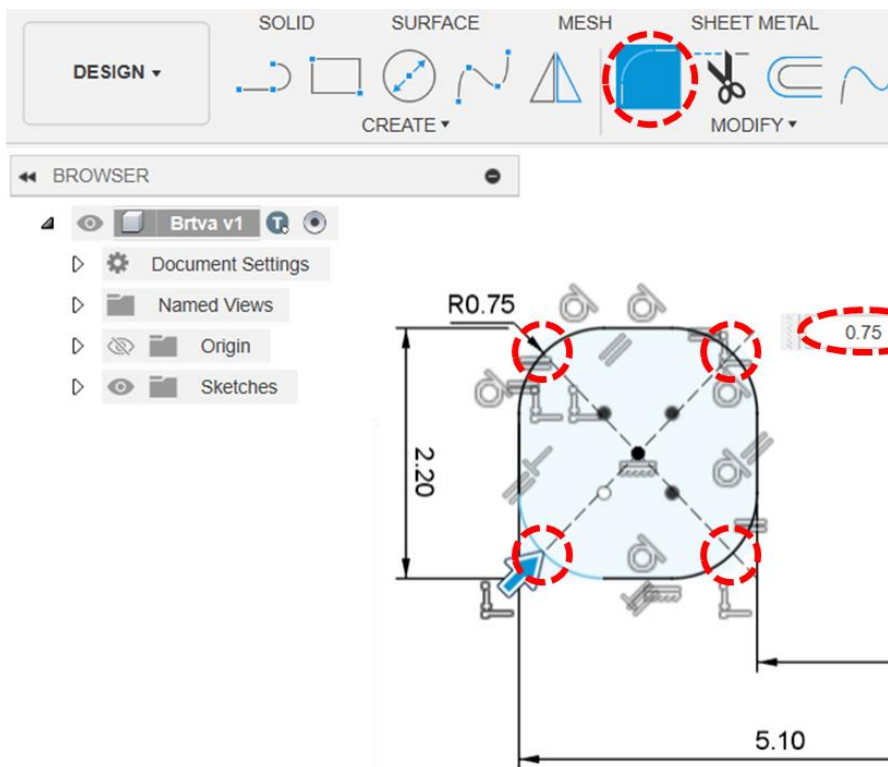 SOLID SURFACE MESH SHEET METAL
DESIGN
CREATE MODIFY
BROWSER
Brtva v1
Document Settings
Named Views
Origin
Sketches
R0.75
0.75
2.20
5.10